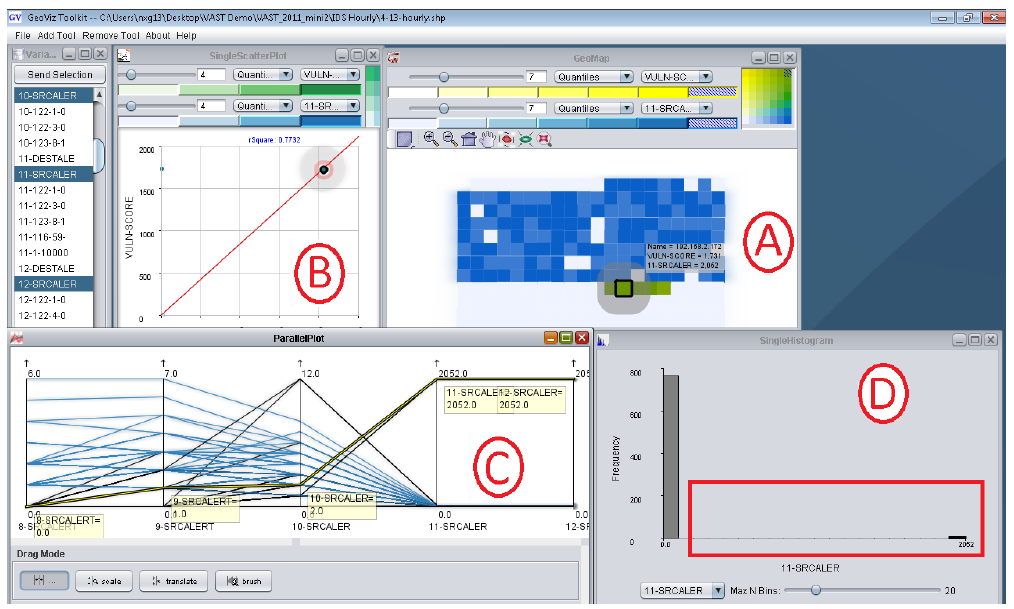 GeoViz Toolkit -- C:\Users\nxg13\Desktop\VAST Demo\VAST_2011_mini2\IDS Hourly\4-13-hourly.shp
File Add Tool Remove Tool About Help
Varia...
Send Selection
10-SRCALER
10-122-1-0
10-122-3-0
10-123-8-1
11-DESTALE
11-SRCALER
11-122-1-0
11-122-3-0
11-123-8-1
11-116-59-
11-1-10000
12-DESTALE
12-SRCALER
12-122-1-0
12-122-4-0
SingleScatterPlot
4 Quanti... VULN-...
4 Quanti... 11-SR...
rSquare: 0.7732
2000
1500
1000
500
0
VULN-SCORE
B
GeoMap
7 Quantiles VULN-SC...
7 Quantiles 11-SRCA...
Name = 192.168.2.172
VULN-SCORE = 1,731
11-SRCALER = 2,052
A
ParallelPlot
6.0 7.0 12.0 2052.0 205
11-SRCALER=
2052.0
12-SRCALER=
2052.0
C
8-SRCALERT=
0.0
9-SRCALERT=
1.0
10-SRCALER=
2.0
0.0 0.0 0.0 0.0 0.0
8-SRCALERT 9-SRCALERT 10-SRCALER 11-SRCALER 12-S
Drag Mode
... scale translate brush
SingleHistogram
800
600
400
200
0
Frequency
D
0.0 2052
11-SRCALER
11-SRCALER Max N Bins: 20